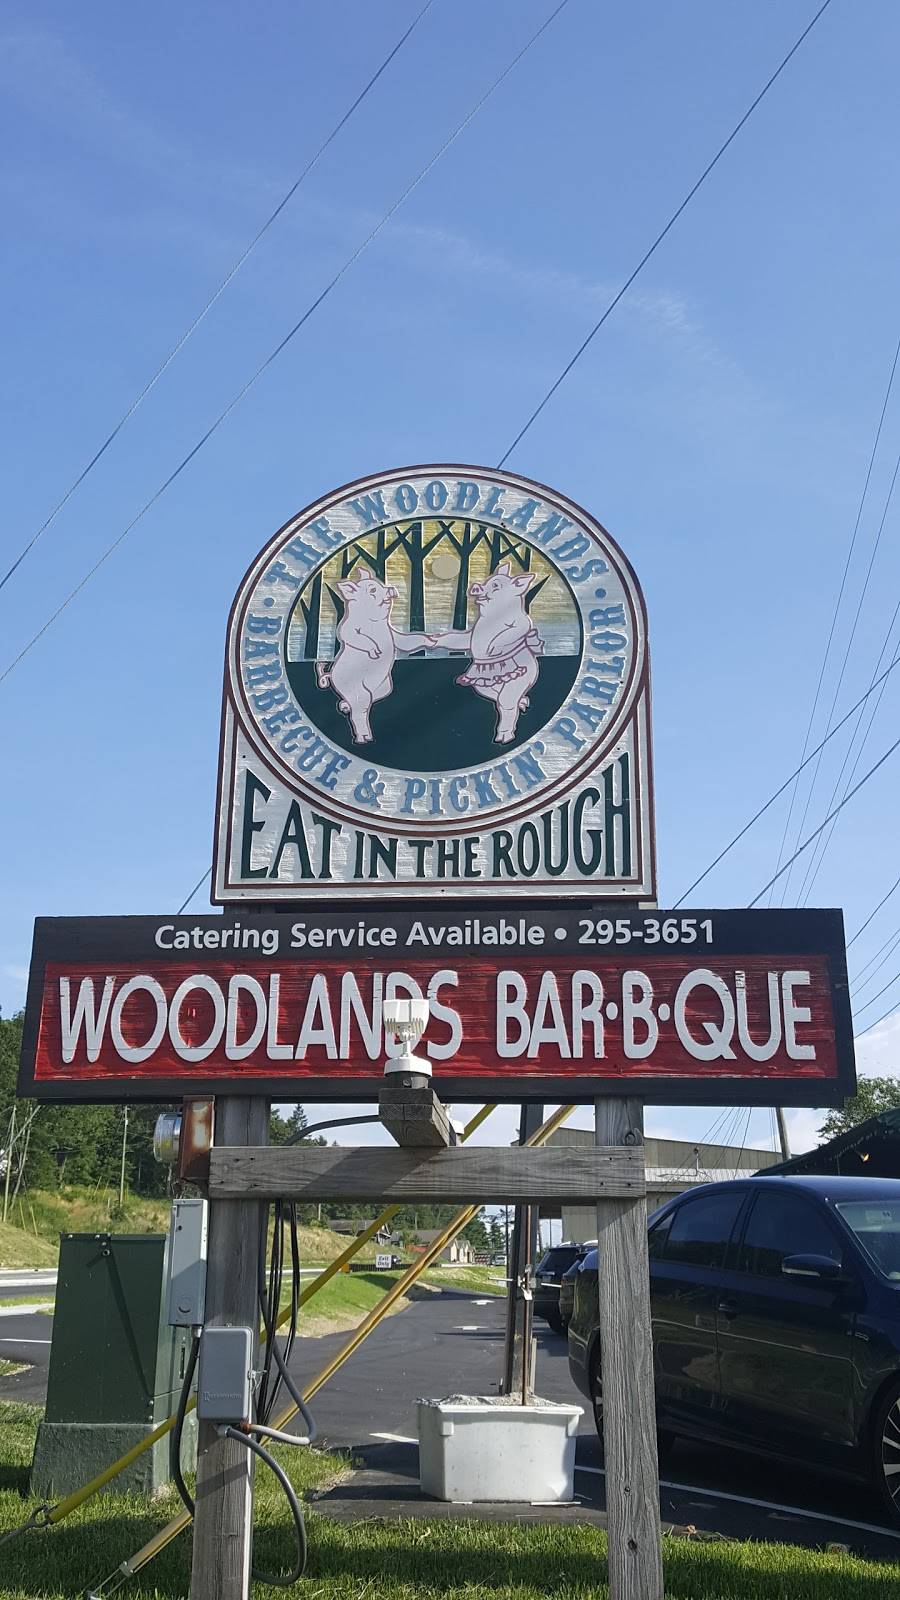 • THE WOODLANDS •
BARBECUE & PICKIN' PARLOR
EAT IN THE ROUGH
Catering Service Available • 295-3651
WOODLANDS BAR·B·QUE
Exit
Only